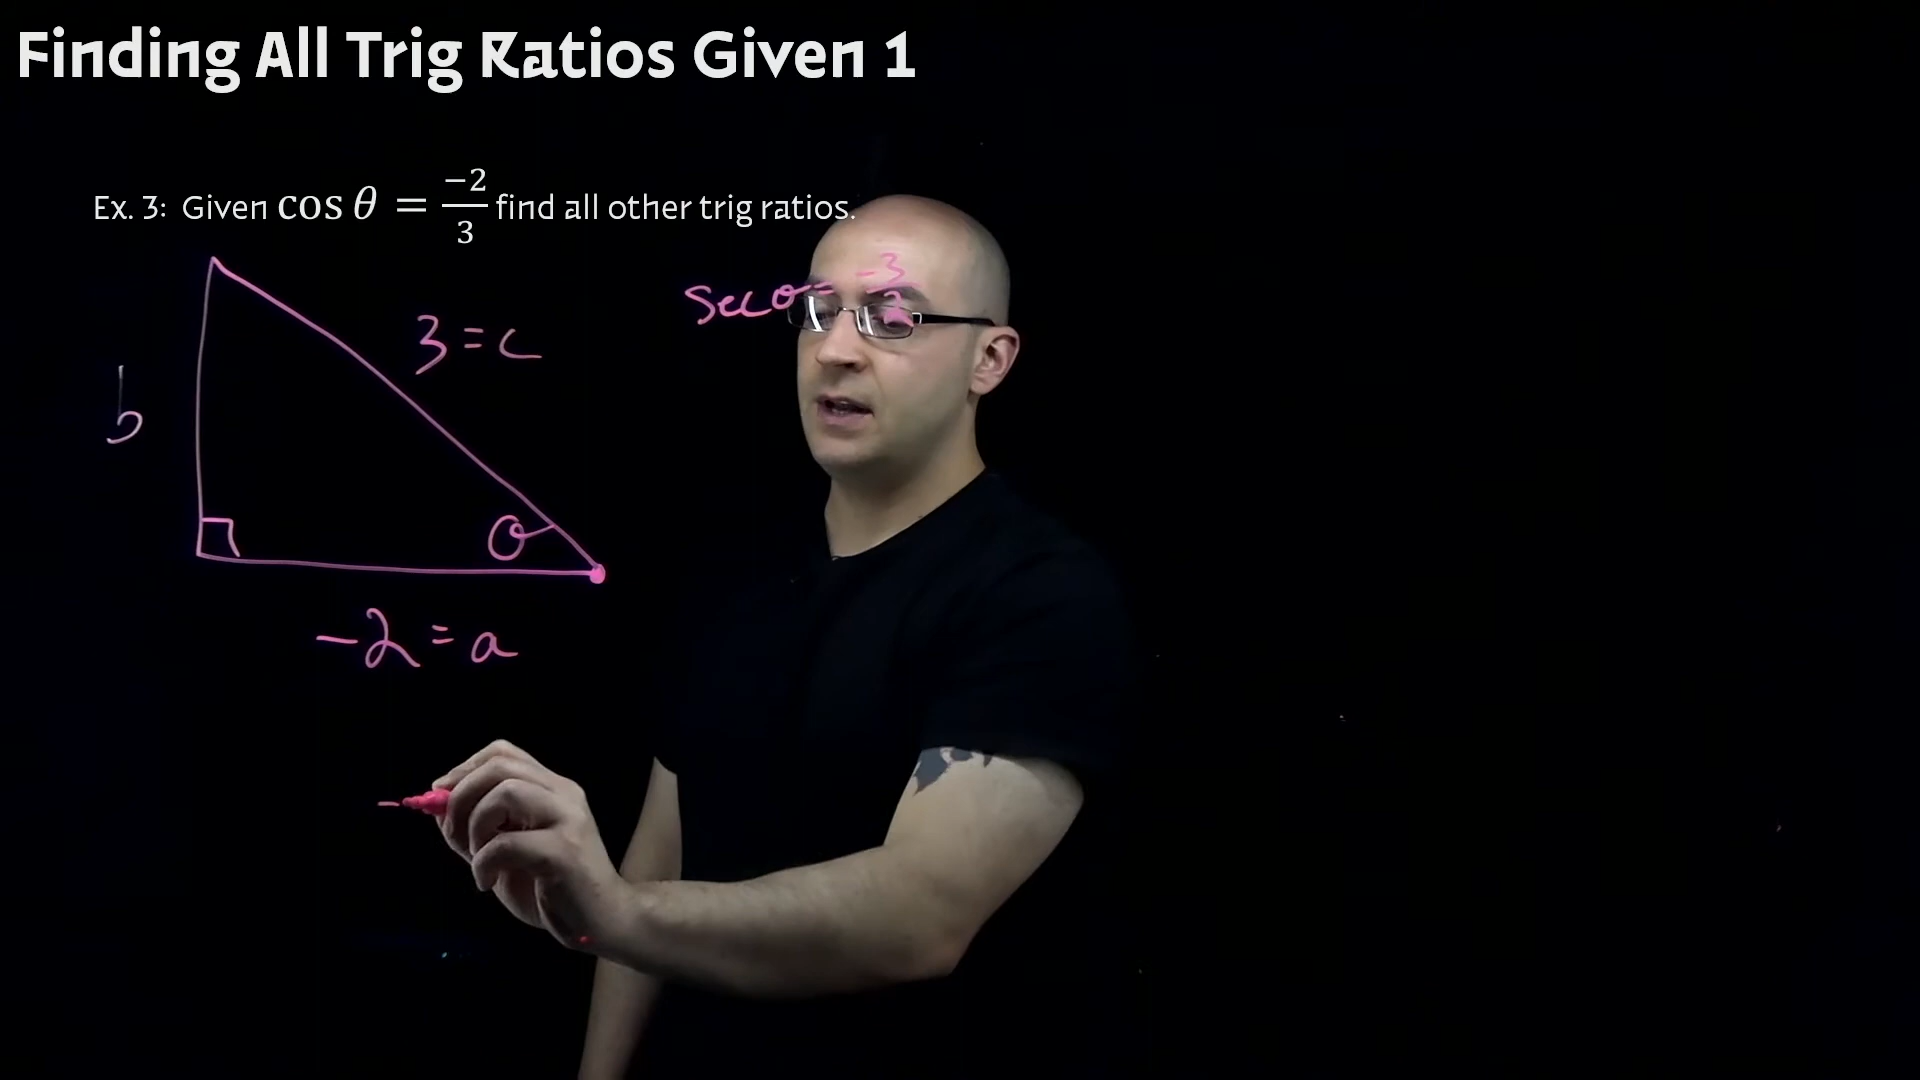 Finding All Trig Ratios Given 1
Ex. 3: Given cos θ = -2/3 find all other trig ratios.
sec θ = -3/2
3 = c
b
θ
-2 = a
-